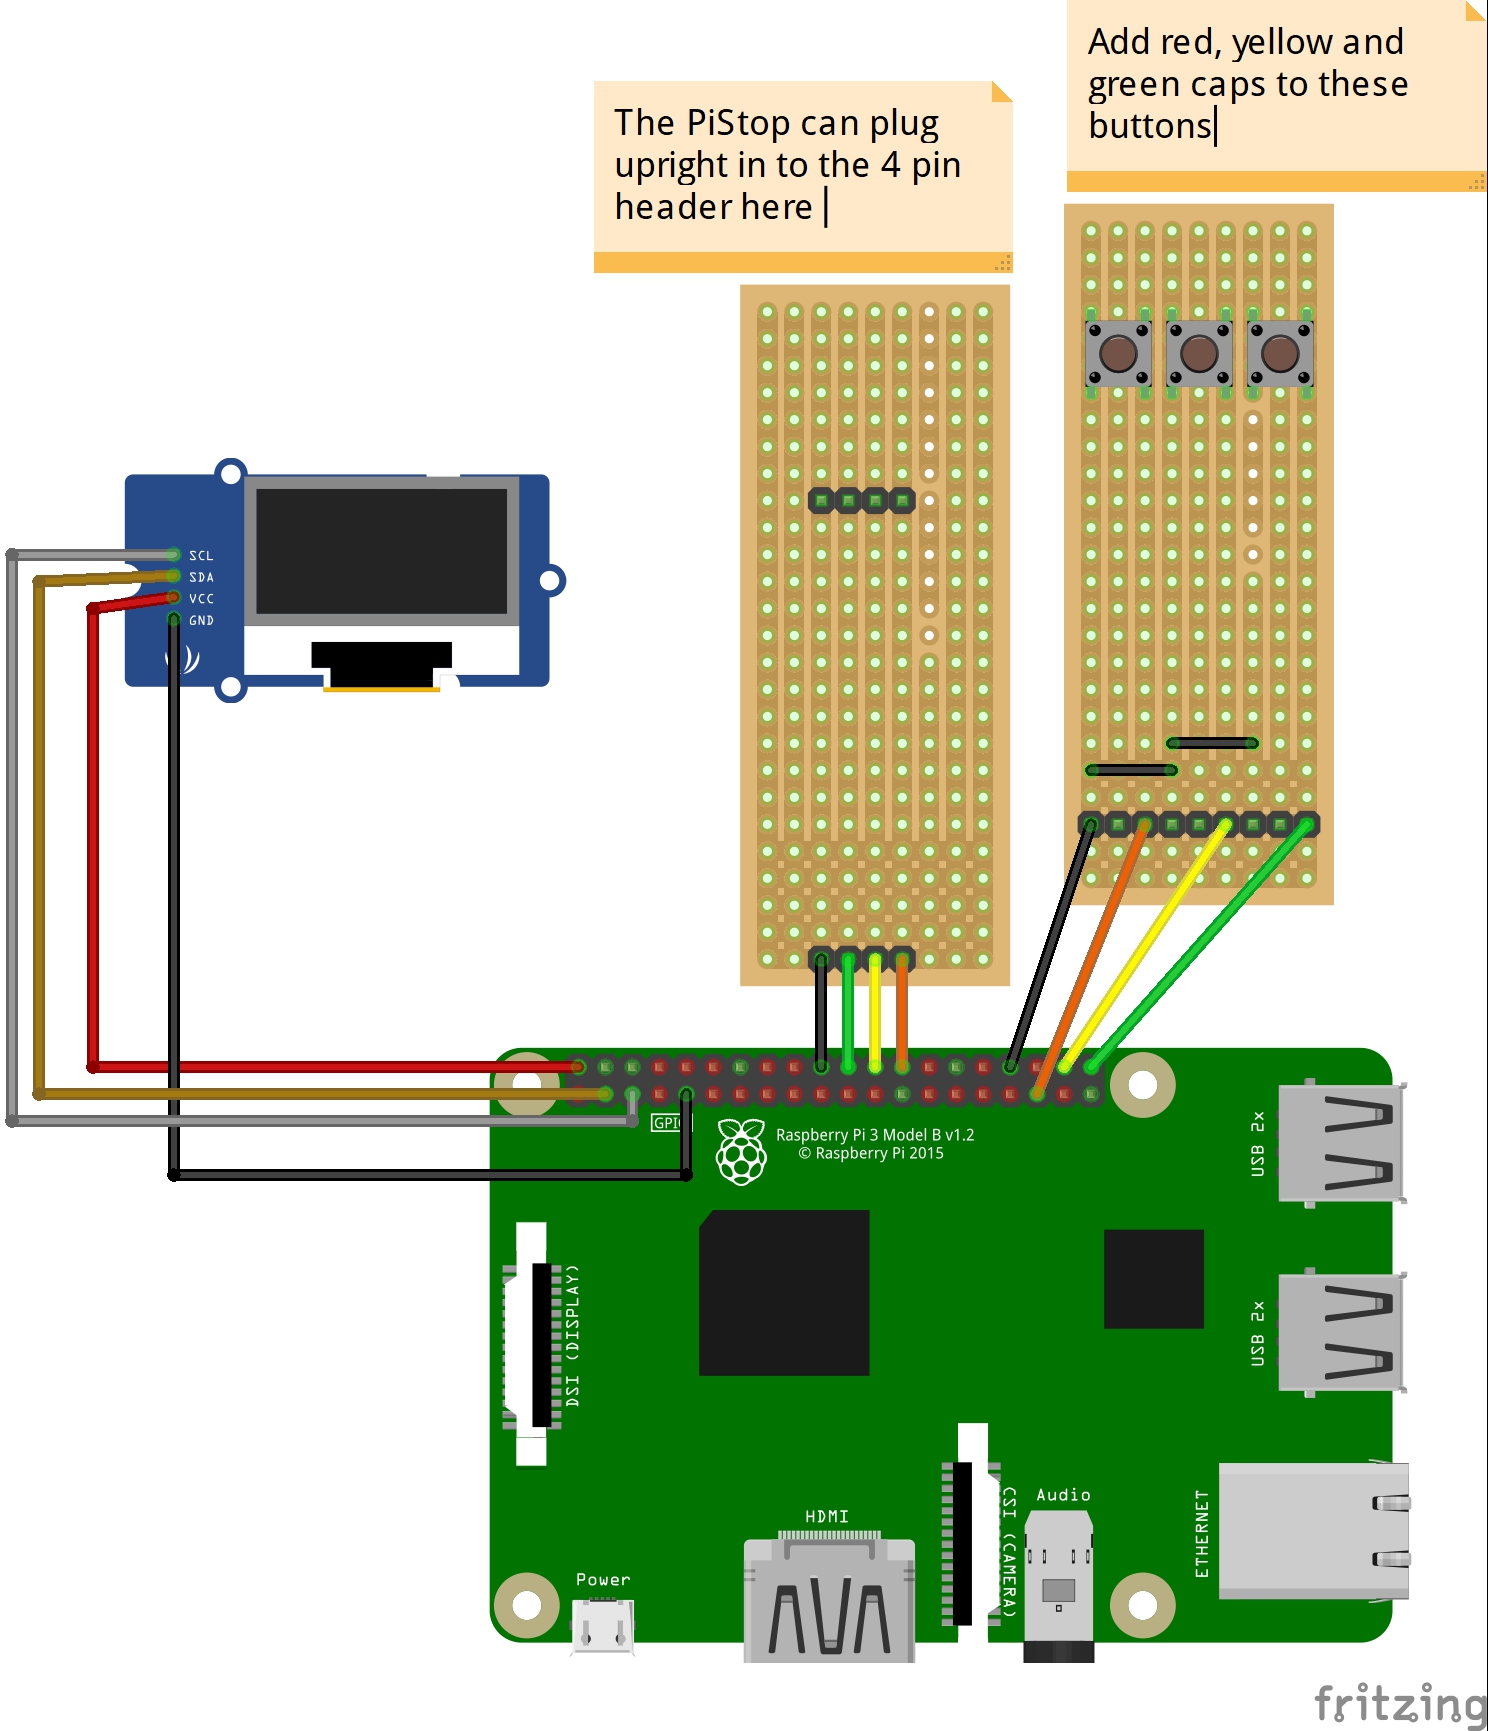 Add red, yellow and
green caps to these
buttons
The PiStop can plug
upright in to the 4 pin
header here
SCL
SDA
VCC
GND
GPIO
Raspberry Pi 3 Model B v1.2
© Raspberry Pi 2015
USB 2x
USB 2x
DSI (DISPLAY)
CSI (CAMERA)
Audio
ETHERNET
HDMI
Power
fritzing